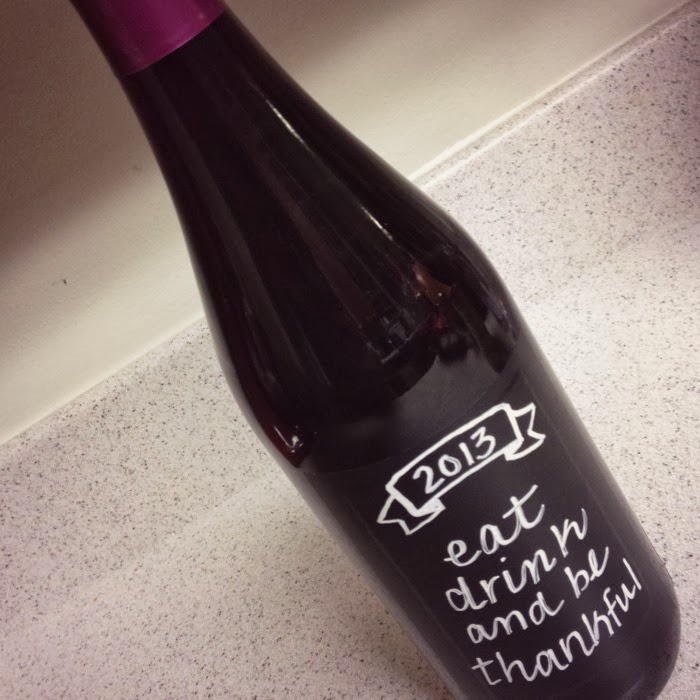 2013
eat
drink
and be
thankful